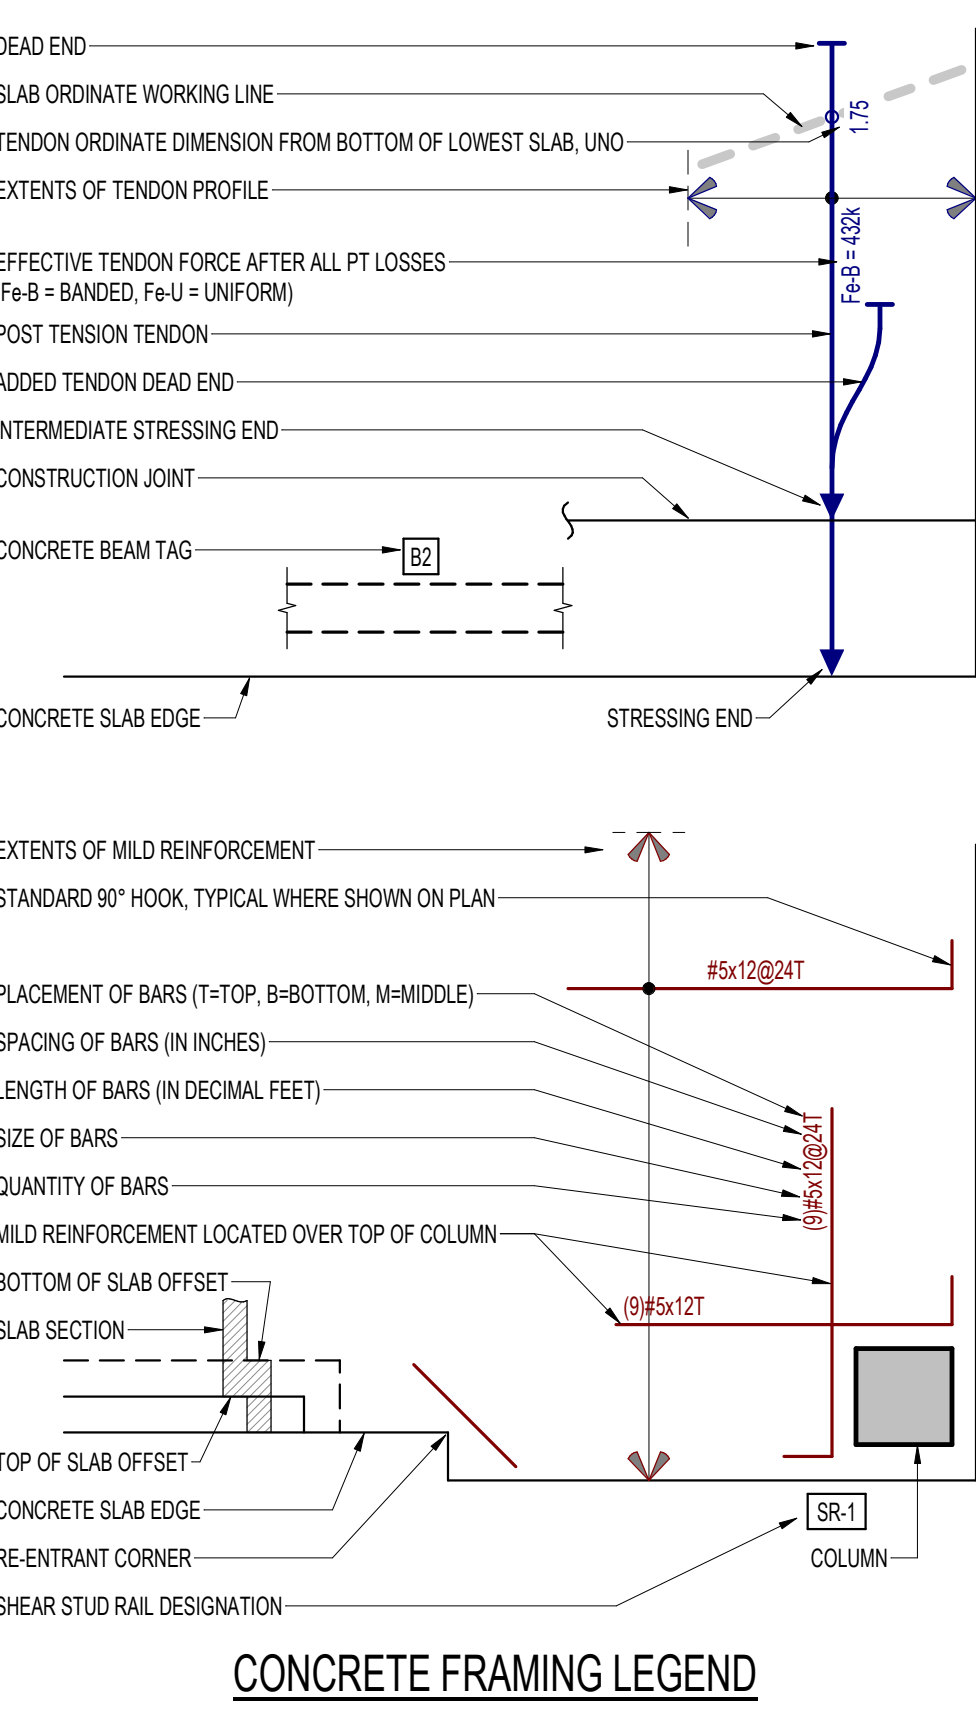 DEAD END
SLAB ORDINATE WORKING LINE
1.75
TENDON ORDINATE DIMENSION FROM BOTTOM OF LOWEST SLAB, UNO
EXTENTS OF TENDON PROFILE
EFFECTIVE TENDON FORCE AFTER ALL PT LOSSES
(Fe-B = BANDED, Fe-U = UNIFORM)
Fe-B = 432k
POST TENSION TENDON
ADDED TENDON DEAD END
INTERMEDIATE STRESSING END
CONSTRUCTION JOINT
CONCRETE BEAM TAG
B2
CONCRETE SLAB EDGE
STRESSING END
EXTENTS OF MILD REINFORCEMENT
STANDARD 90° HOOK, TYPICAL WHERE SHOWN ON PLAN
#5x12@24T
PLACEMENT OF BARS (T=TOP, B=BOTTOM, M=MIDDLE)
SPACING OF BARS (IN INCHES)
LENGTH OF BARS (IN DECIMAL FEET)
SIZE OF BARS
QUANTITY OF BARS
(9)#5x12@24T
MILD REINFORCEMENT LOCATED OVER TOP OF COLUMN
BOTTOM OF SLAB OFFSET
(9)#5x12T
SLAB SECTION
TOP OF SLAB OFFSET
CONCRETE SLAB EDGE
SR-1
RE-ENTRANT CORNER
COLUMN
SHEAR STUD RAIL DESIGNATION
CONCRETE FRAMING LEGEND